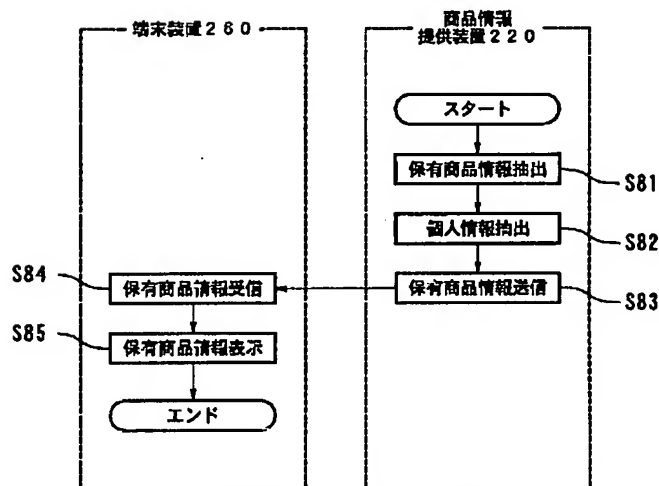 端末装置260
商品情報
提供装置220
スタート
保有商品情報抽出
S81
個人情報抽出
S82
保有商品情報送信
S83
S84
保有商品情報受信
S85
保有商品情報表示
エンド